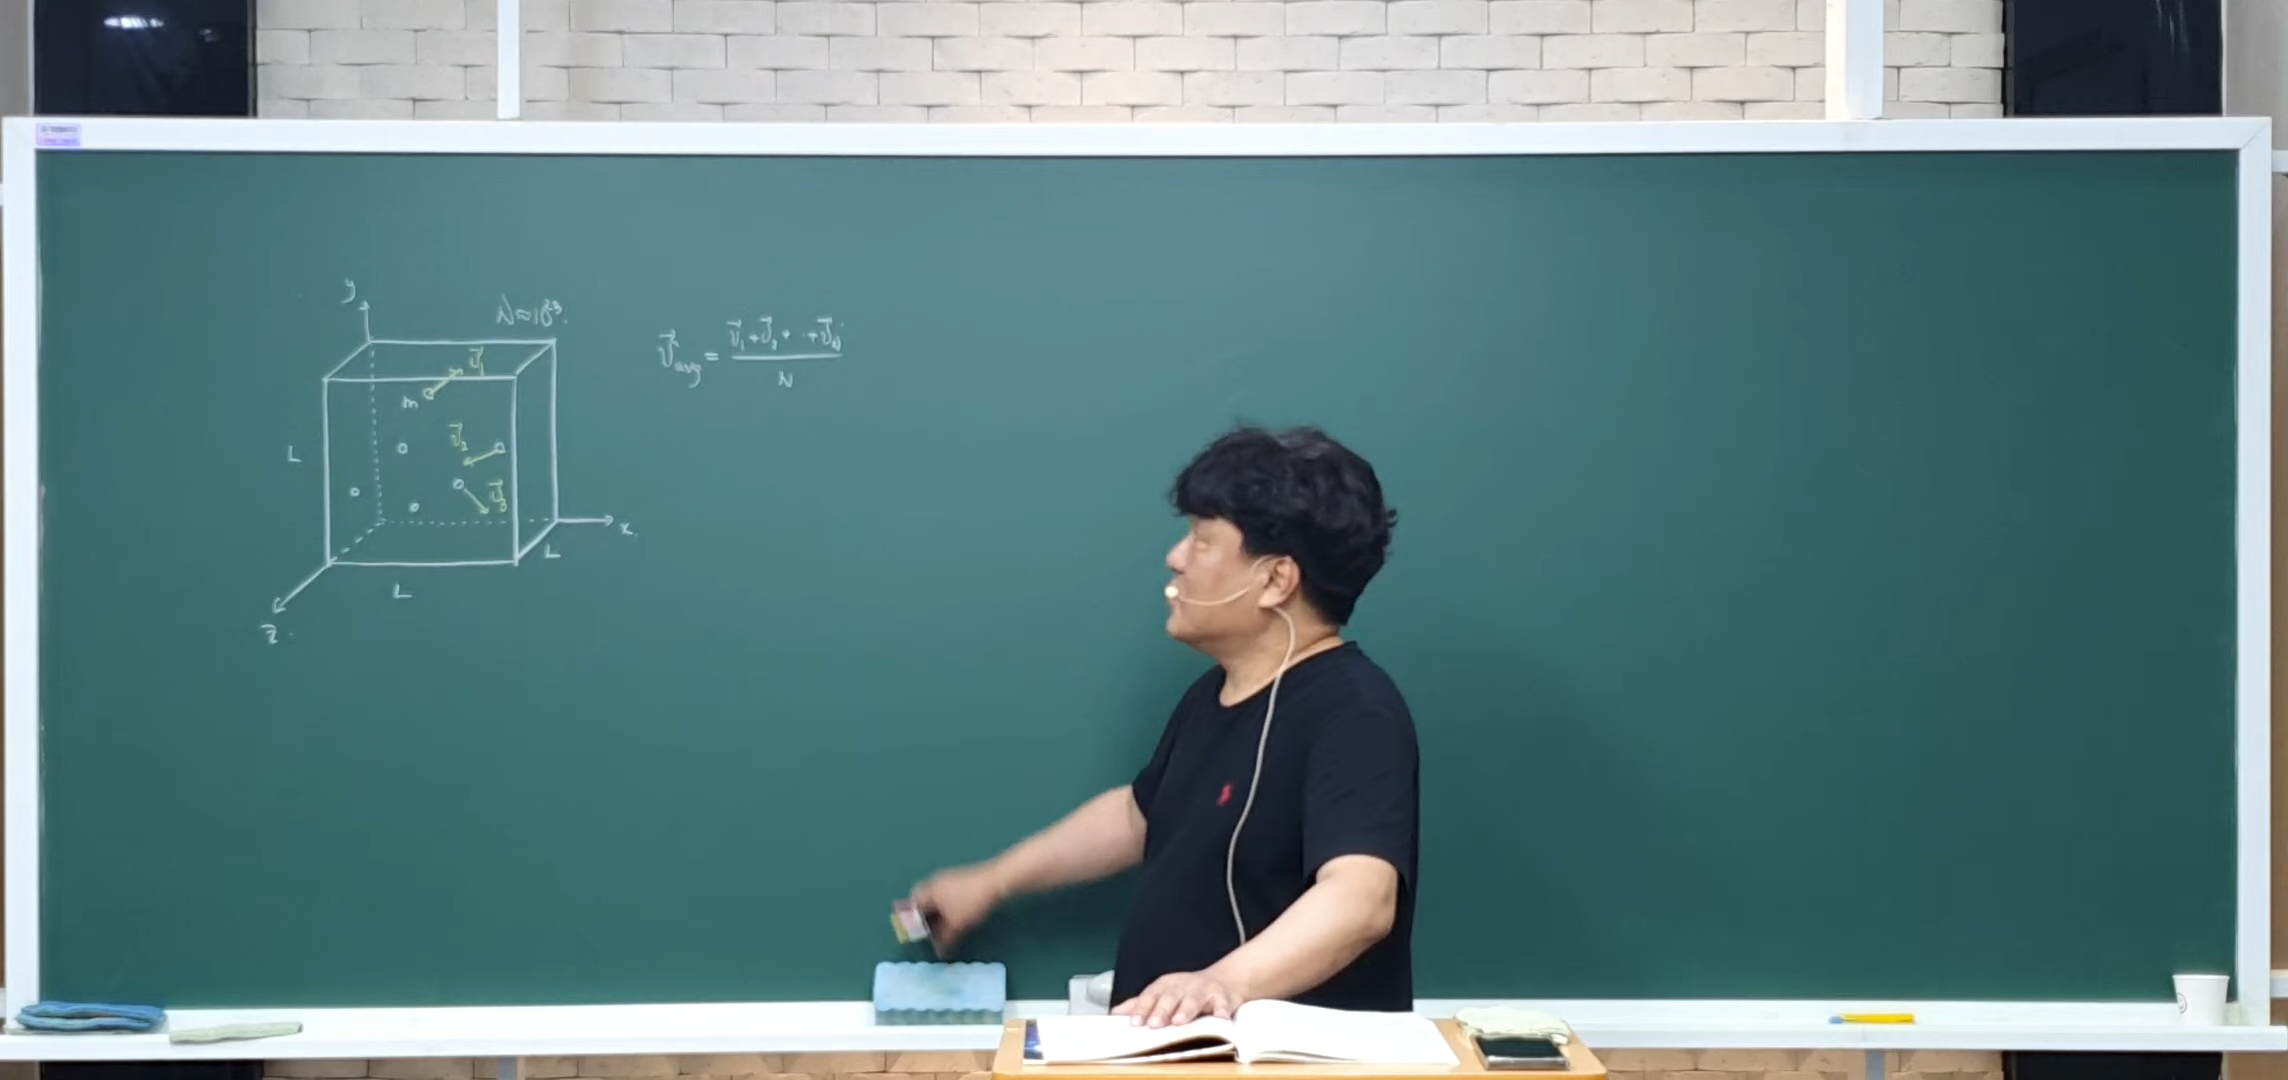 y
N≈10²³.
v⃗₁
m
v⃗₂
v⃗₃
L
L
L
x.
z.
v⃗avg = (v⃗₁+v⃗₂+··+v⃗N) / N